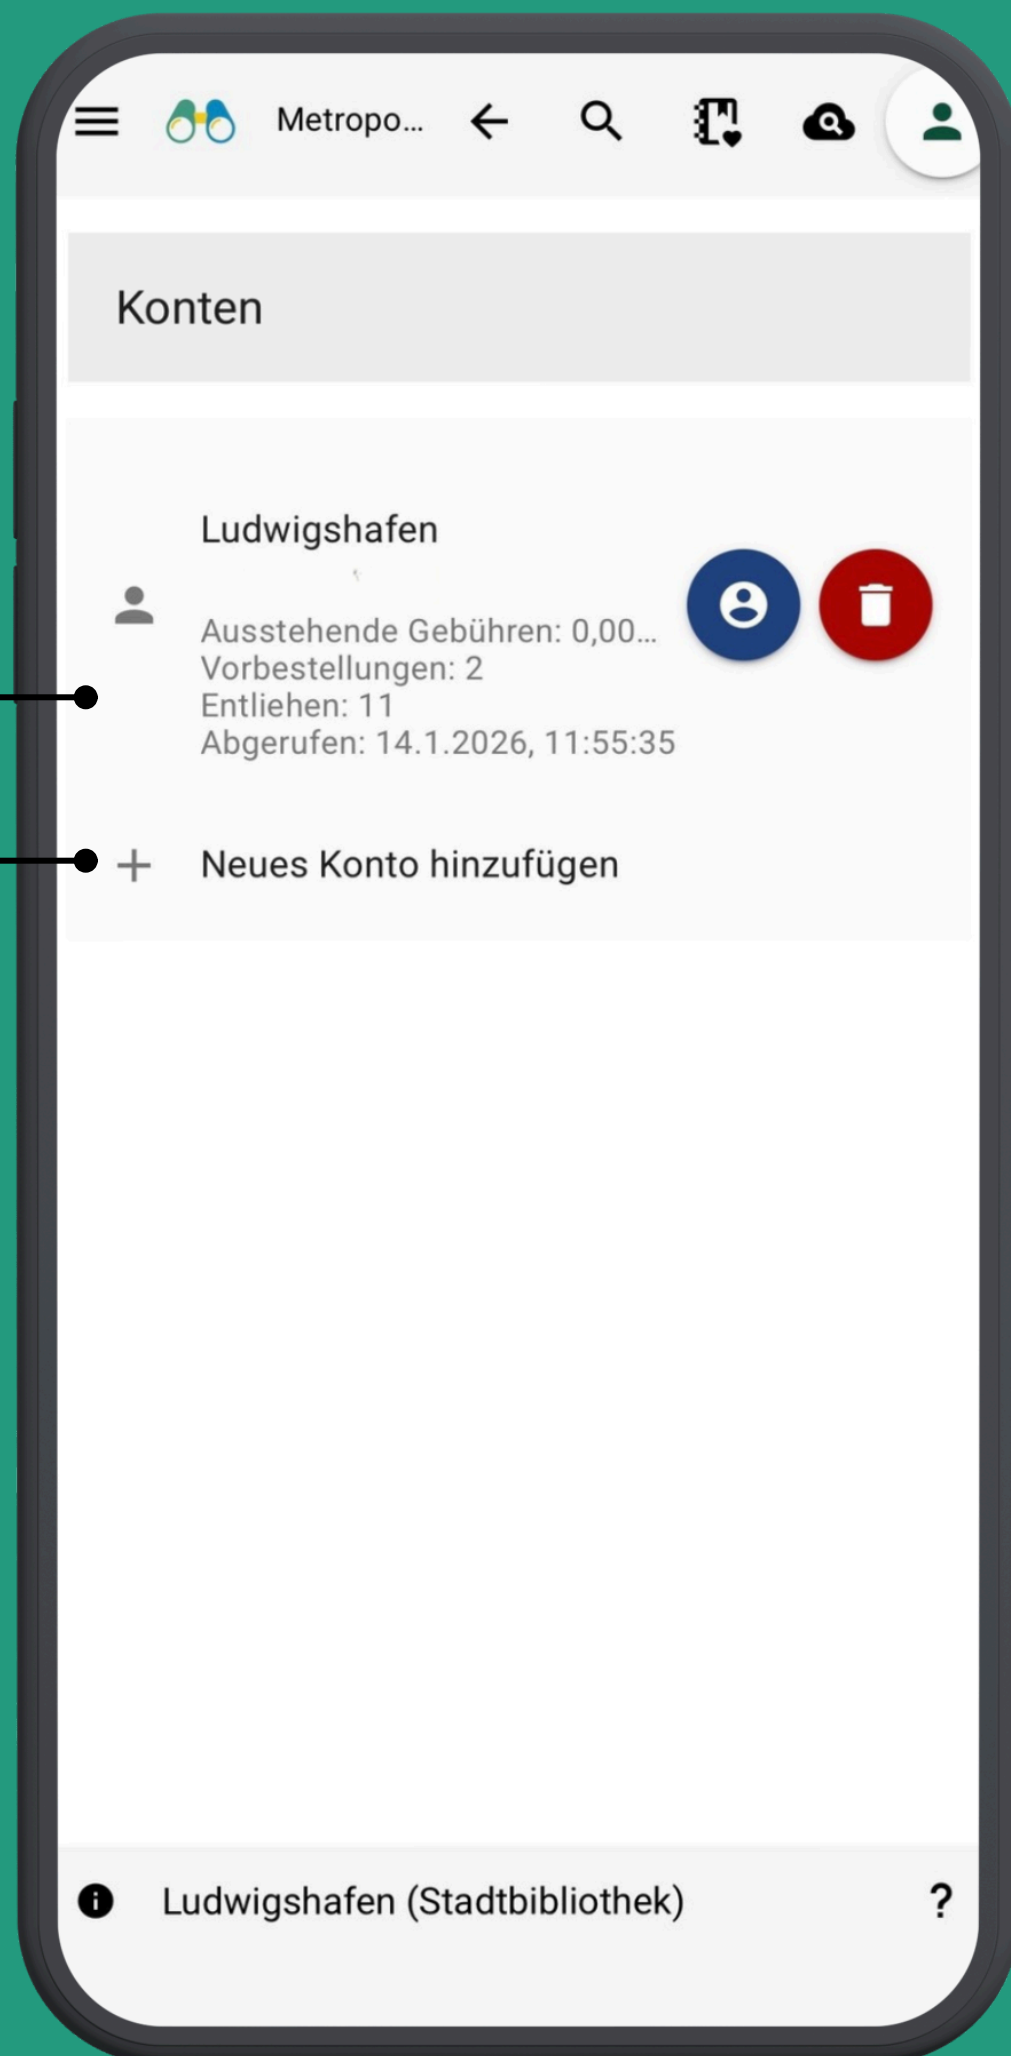 Metropo...
Konten
Ludwigshafen
Ausstehende Gebühren: 0,00...
Vorbestellungen: 2
Entliehen: 11
Abgerufen: 14.1.2026, 11:55:35
Neues Konto hinzufügen
Ludwigshafen (Stadtbibliothek) ?